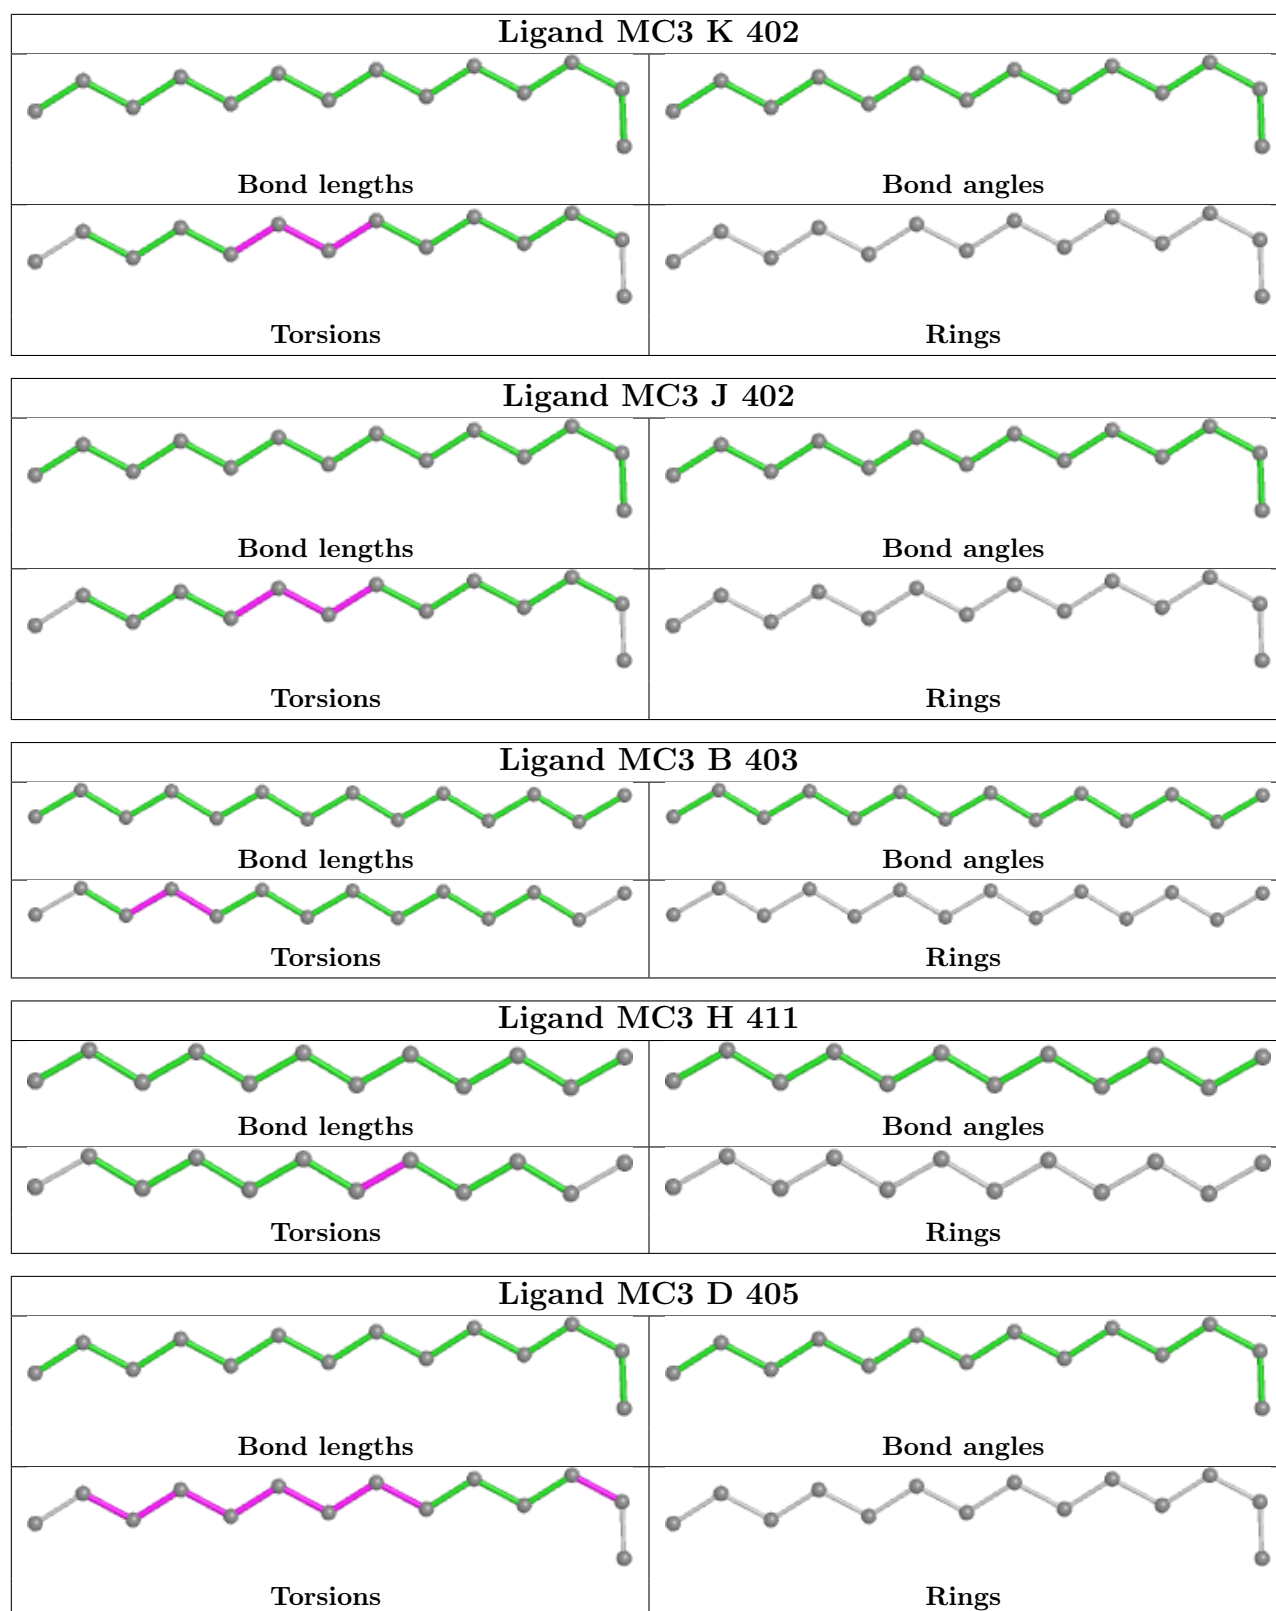 Ligand MC3 K 402
Bond lengths
Bond angles
Torsions
Rings
Ligand MC3 J 402
Bond lengths
Bond angles
Torsions
Rings
Ligand MC3 B 403
Bond lengths
Bond angles
Torsions
Rings
Ligand MC3 H 411
Bond lengths
Bond angles
Torsions
Rings
Ligand MC3 D 405
Bond lengths
Bond angles
Torsions
Rings